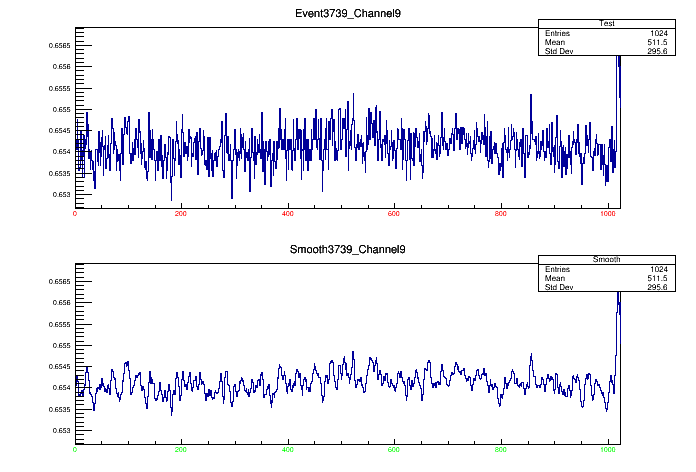 Event3739_Channel9
Test
Entries 1024
Mean 511.5
Std Dev 295.6
0.6565
0.656
0.6555
0.655
0.6545
0.654
0.6535
0.653
0 200 400 600 800 1000
Smooth3739_Channel9
Smooth
Entries 1024
Mean 511.5
Std Dev 295.6
0.6565
0.656
0.6555
0.655
0.6545
0.654
0.6535
0.653
0 200 400 600 800 1000